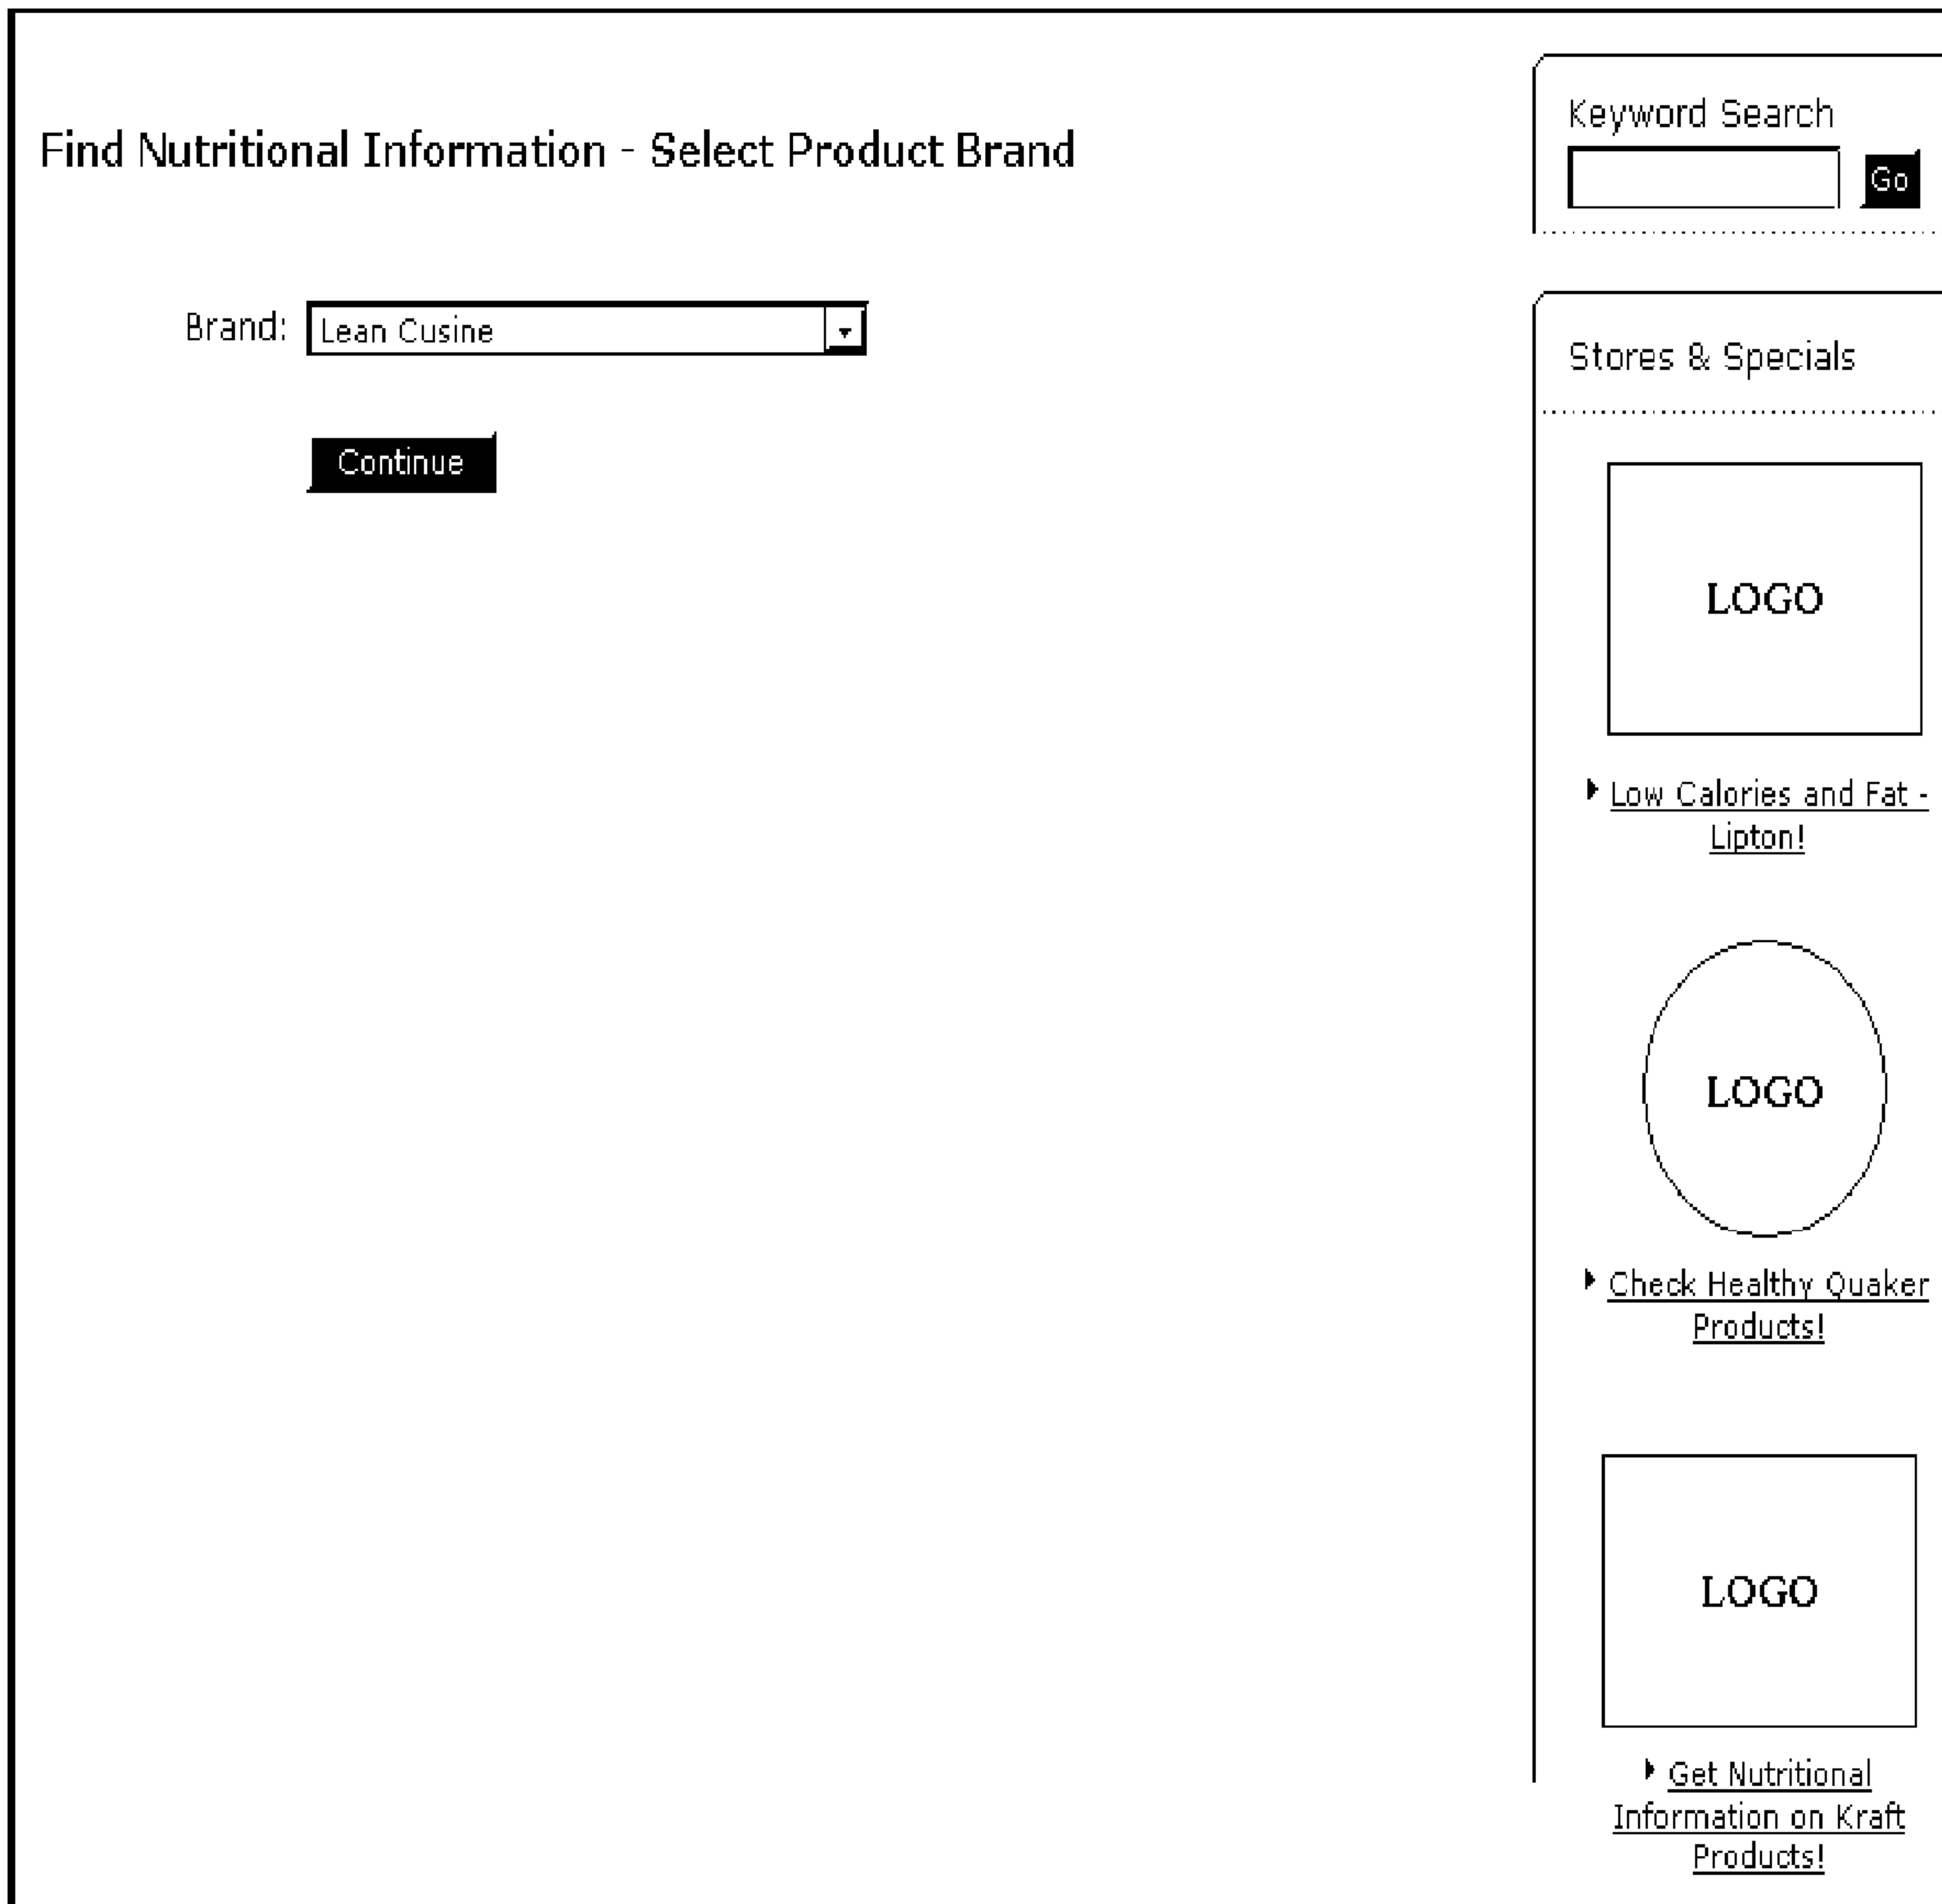 Find Nutritional Information - Select Product Brand
Brand: Lean Cusine
Continue
Keyword Search
Go
Stores & Specials
LOGO
Low Calories and Fat -
Lipton!
LOGO
Check Healthy Quaker
Products!
LOGO
Get Nutritional
Information on Kraft
Products!